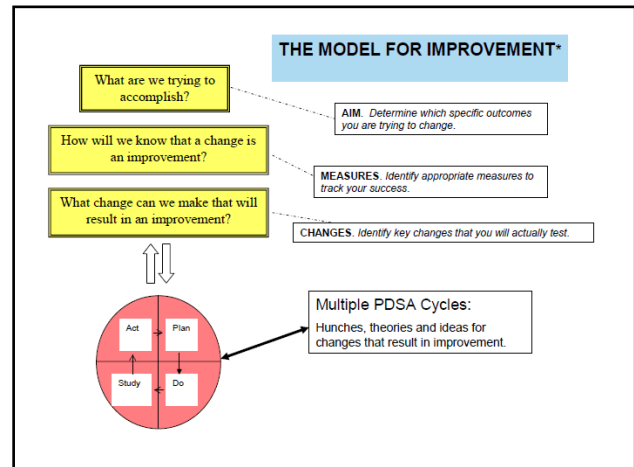 THE MODEL FOR IMPROVEMENT*
What are we trying to
accomplish?
AIM. Determine which specific outcomes
you are trying to change.
How will we know that a change is
an improvement?
MEASURES. Identify appropriate measures to
track your success.
What change can we make that will
result in an improvement?
CHANGES. Identify key changes that you will actually test.
Multiple PDSA Cycles:
Hunches, theories and ideas for
changes that result in improvement.
Act
Plan
Study
Do